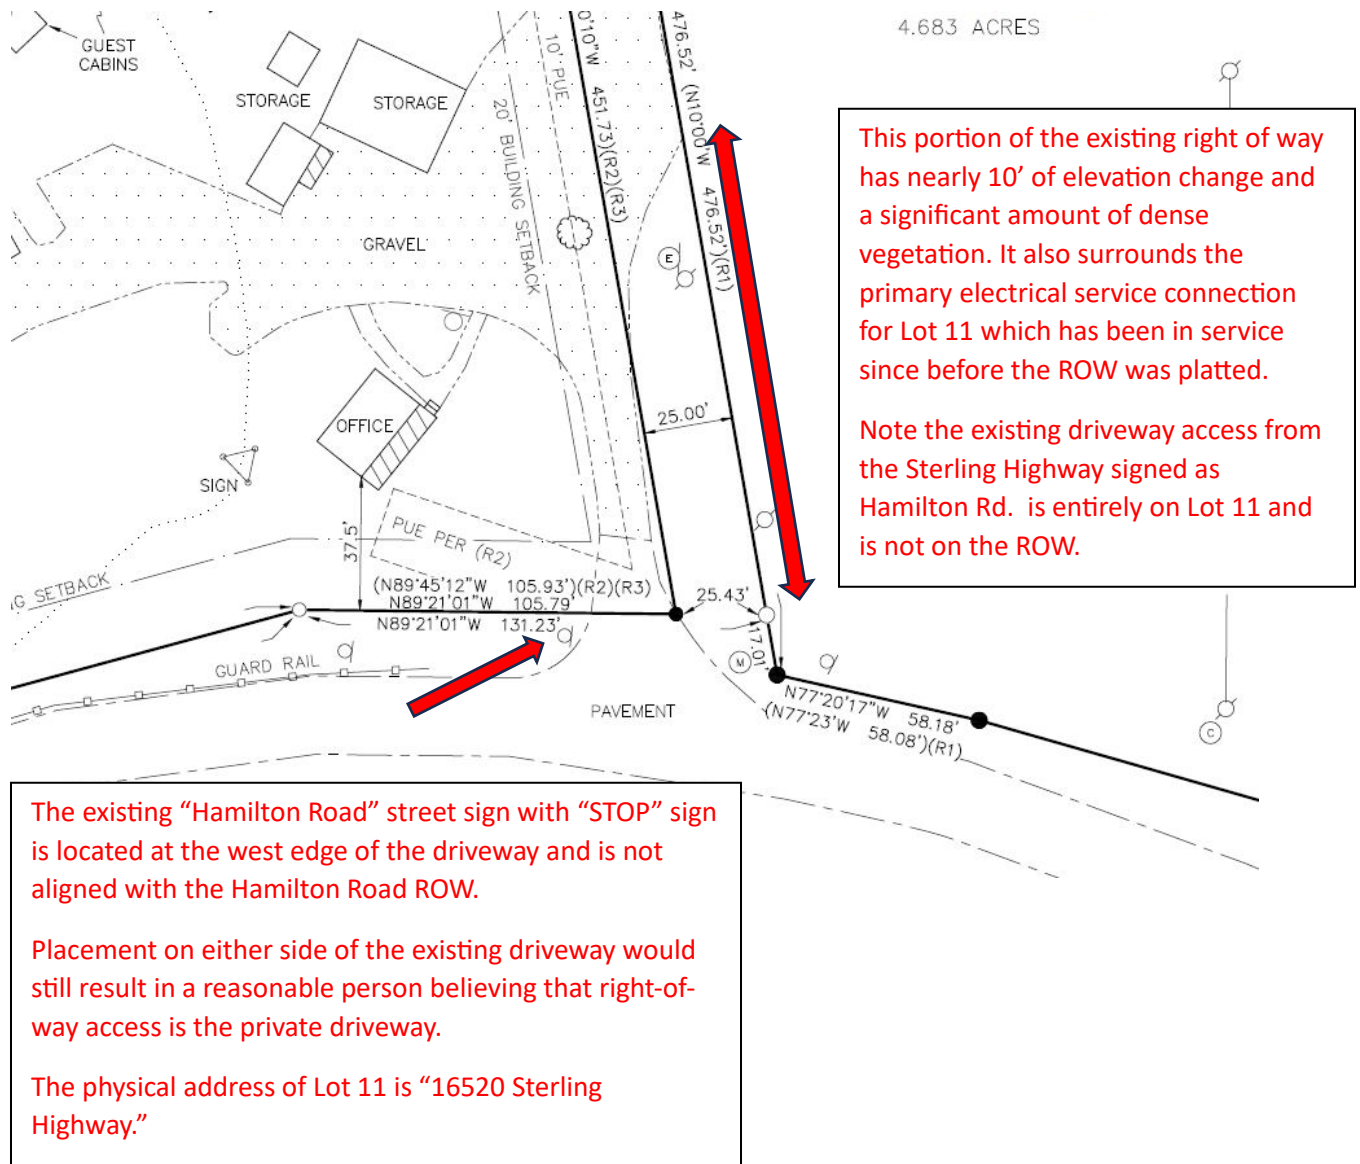 4.683 ACRES
GUEST
CABINS
STORAGE
STORAGE
10' PUE
20' BUILDING SETBACK
0'10"W 451.73')(R2)(R3)
476.52' (N10°00'W 476.52')(R1)
GRAVEL
E
25.00'
OFFICE
SIGN
37.5'
PUE PER (R2)
G SETBACK
(N89°45'12"W 105.93')(R2)(R3)
N89°21'01"W 105.79'
N89°21'01"W 131.23'
25.43'
17.01'
M
GUARD RAIL
PAVEMENT
N77°20'17"W 58.18'
(N77°23'W 58.08')(R1)
C
This portion of the existing right of way
has nearly 10’ of elevation change and
a significant amount of dense
vegetation. It also surrounds the
primary electrical service connection
for Lot 11 which has been in service
since before the ROW was platted.
Note the existing driveway access from
the Sterling Highway signed as
Hamilton Rd. is entirely on Lot 11 and
is not on the ROW.
The existing “Hamilton Road” street sign with “STOP” sign
is located at the west edge of the driveway and is not
aligned with the Hamilton Road ROW.
Placement on either side of the existing driveway would
still result in a reasonable person believing that right-of-
way access is the private driveway.
The physical address of Lot 11 is “16520 Sterling
Highway.”